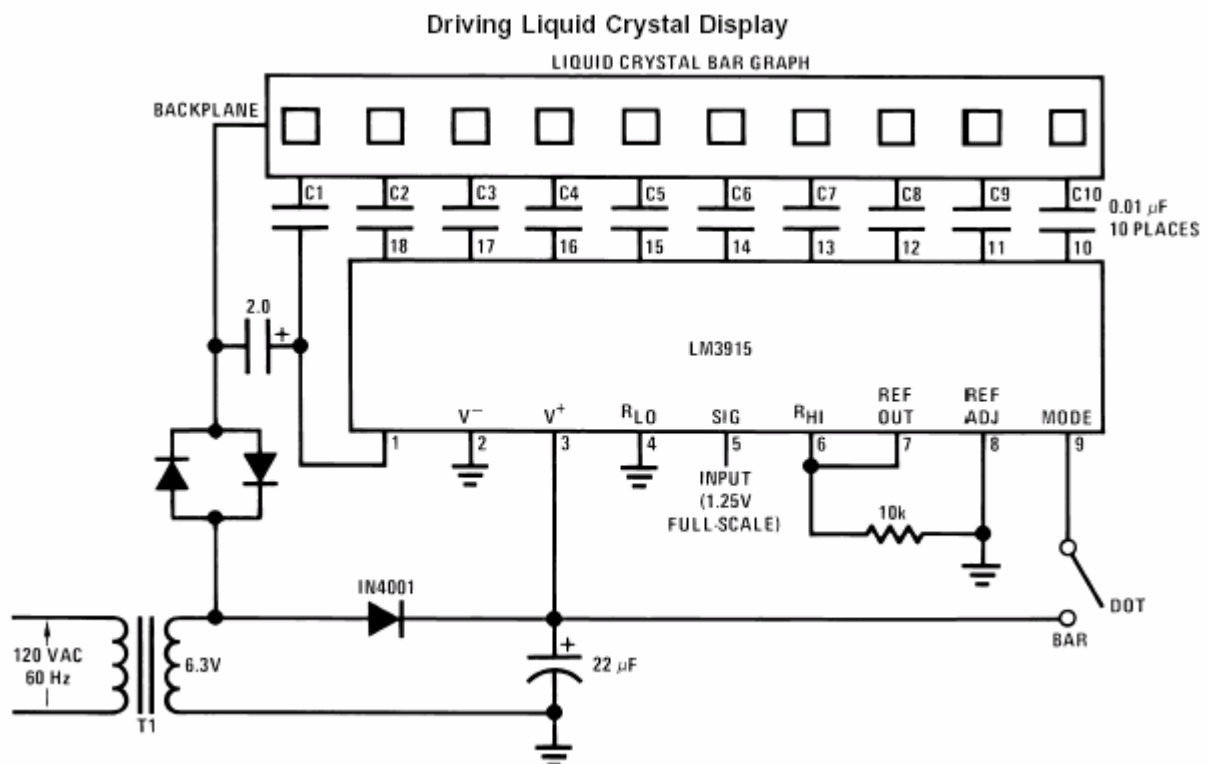 Driving Liquid Crystal Display
LIQUID CRYSTAL BAR GRAPH
BACKPLANE
C1 C2 C3 C4 C5 C6 C7 C8 C9 C10
0.01 µF
10 PLACES
18 17 16 15 14 13 12 11 10
2.0
+
LM3915
V− V+ RLO SIG RHI REF OUT REF ADJ MODE
1 2 3 4 5 6 7 8 9
INPUT
(1.25V
FULL-SCALE)
10k
DOT
BAR
IN4001
120 VAC
60 Hz
6.3V
T1
+
22 µF